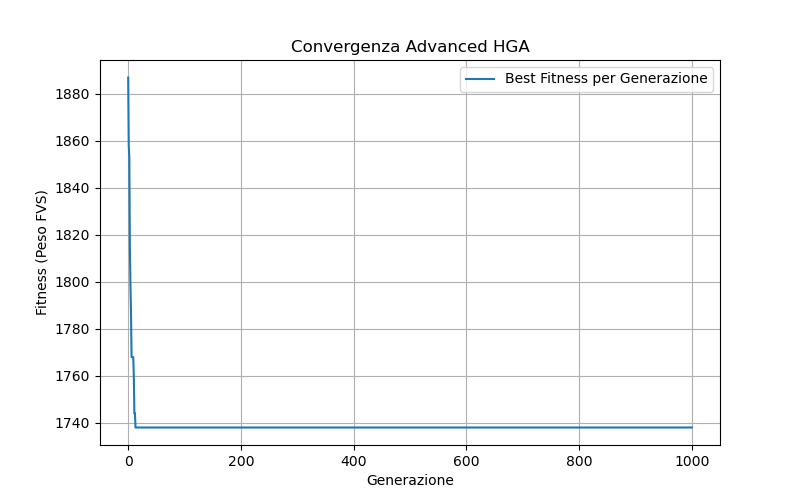 Convergenza Advanced HGA
Best Fitness per Generazione
Fitness (Peso FVS)
1880
1860
1840
1820
1800
1780
1760
1740
0 200 400 600 800 1000
Generazione